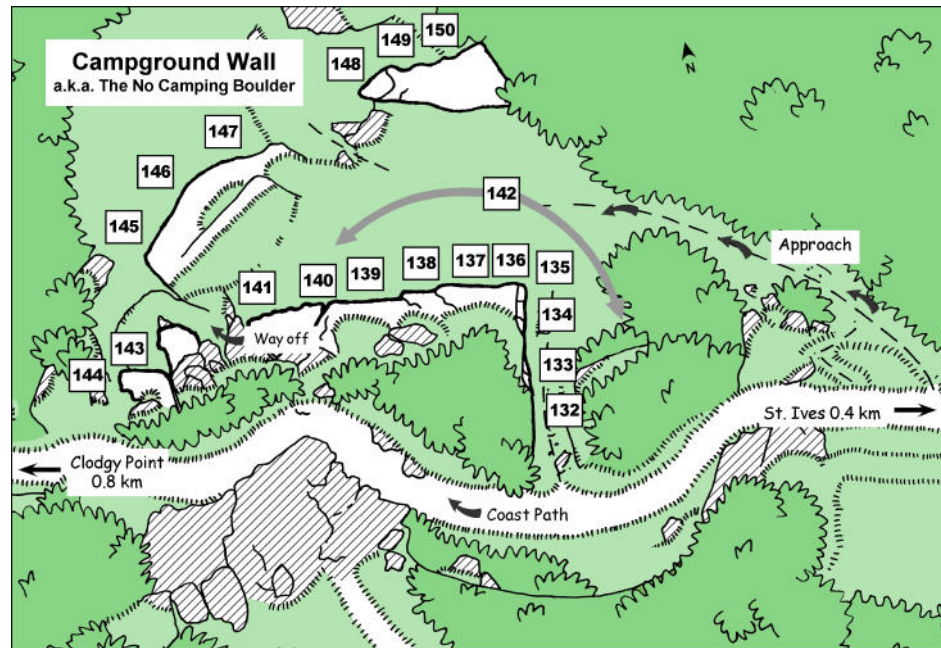 Campground Wall
a.k.a. The No Camping Boulder
150
149
148
N
147
146
142
145
Approach
141
140
139
138
137
136
135
134
Way off
143
144
133
132
St. Ives 0.4 km
Clodgy Point
0.8 km
Coast Path